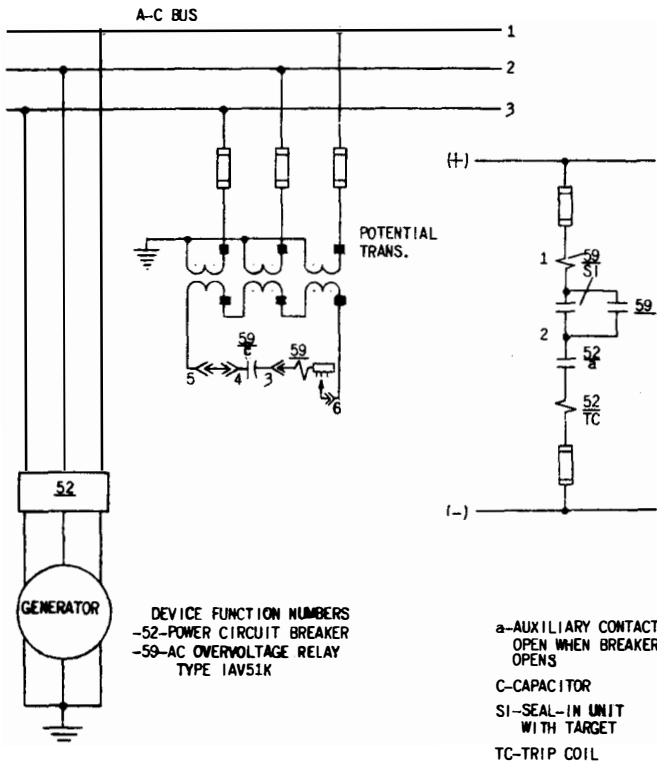 A-C BUS
1
2
3
(+)
POTENTIAL
TRANS.
1
59
SI
59
2
52
a
52
TC
59
C
59
5
4
3
6
(-)
52
GENERATOR
DEVICE FUNCTION NUMBERS
-52-POWER CIRCUIT BREAKER
-59-AC OVERVOLTAGE RELAY
TYPE IAV51K
a-AUXILIARY CONTACT
OPEN WHEN BREAKER
OPENS
C-CAPACITOR
SI-SEAL-IN UNIT
WITH TARGET
TC-TRIP COIL